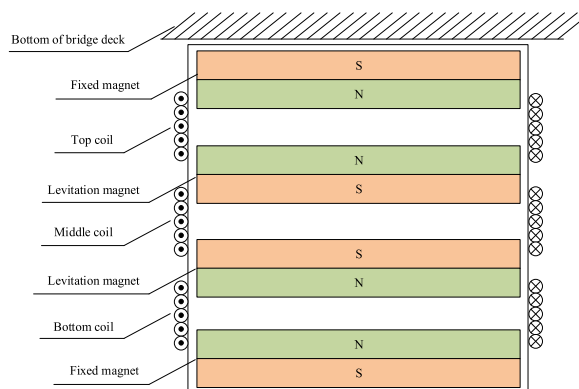 Bottom of bridge deck
S
Fixed magnet
N
Top coil
N
Levitation magnet
S
Middle coil
S
Levitation magnet
N
Bottom coil
N
Fixed magnet
S